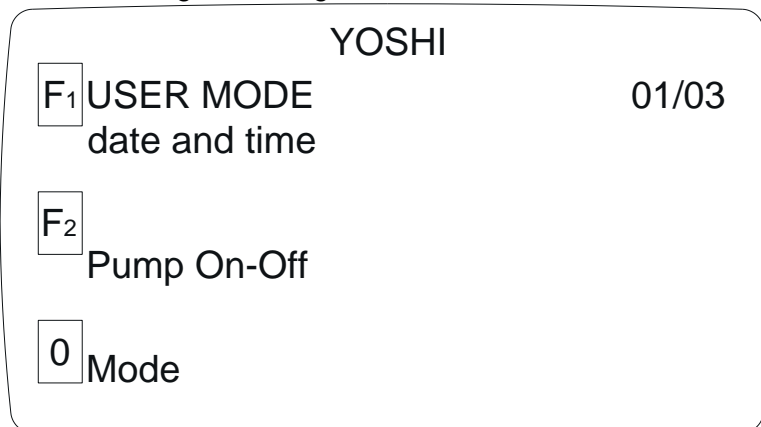 YOSHI
F1 USER MODE 01/03
date and time
F2
Pump On-Off
0
Mode